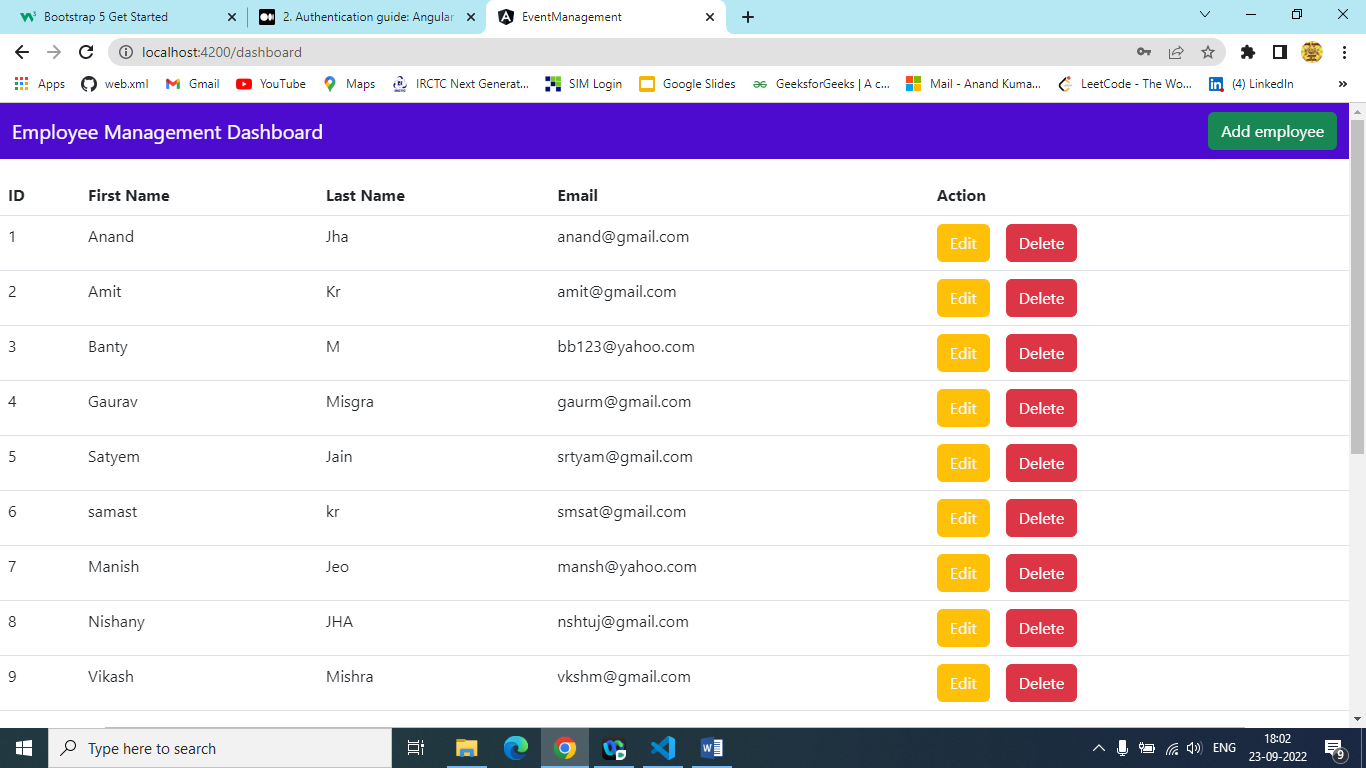 Bootstrap 5 Get Started
2. Authentication guide: Angular
EventManagement
localhost:4200/dashboard
Apps web.xml Gmail YouTube Maps IRCTC Next Generat... SIM Login Google Slides GeeksforGeeks | A c... Mail - Anand Kuma... LeetCode - The Wo... (4) LinkedIn »
Employee Management Dashboard Add employee
ID First Name Last Name Email Action
1 Anand Jha anand@gmail.com Edit Delete
2 Amit Kr amit@gmail.com Edit Delete
3 Banty M bb123@yahoo.com Edit Delete
4 Gaurav Misgra gaurm@gmail.com Edit Delete
5 Satyem Jain srtyam@gmail.com Edit Delete
6 samast kr smsat@gmail.com Edit Delete
7 Manish Jeo mansh@yahoo.com Edit Delete
8 Nishany JHA nshtuj@gmail.com Edit Delete
9 Vikash Mishra vkshm@gmail.com Edit Delete
Type here to search
ENG
18:02
23-09-2022
9